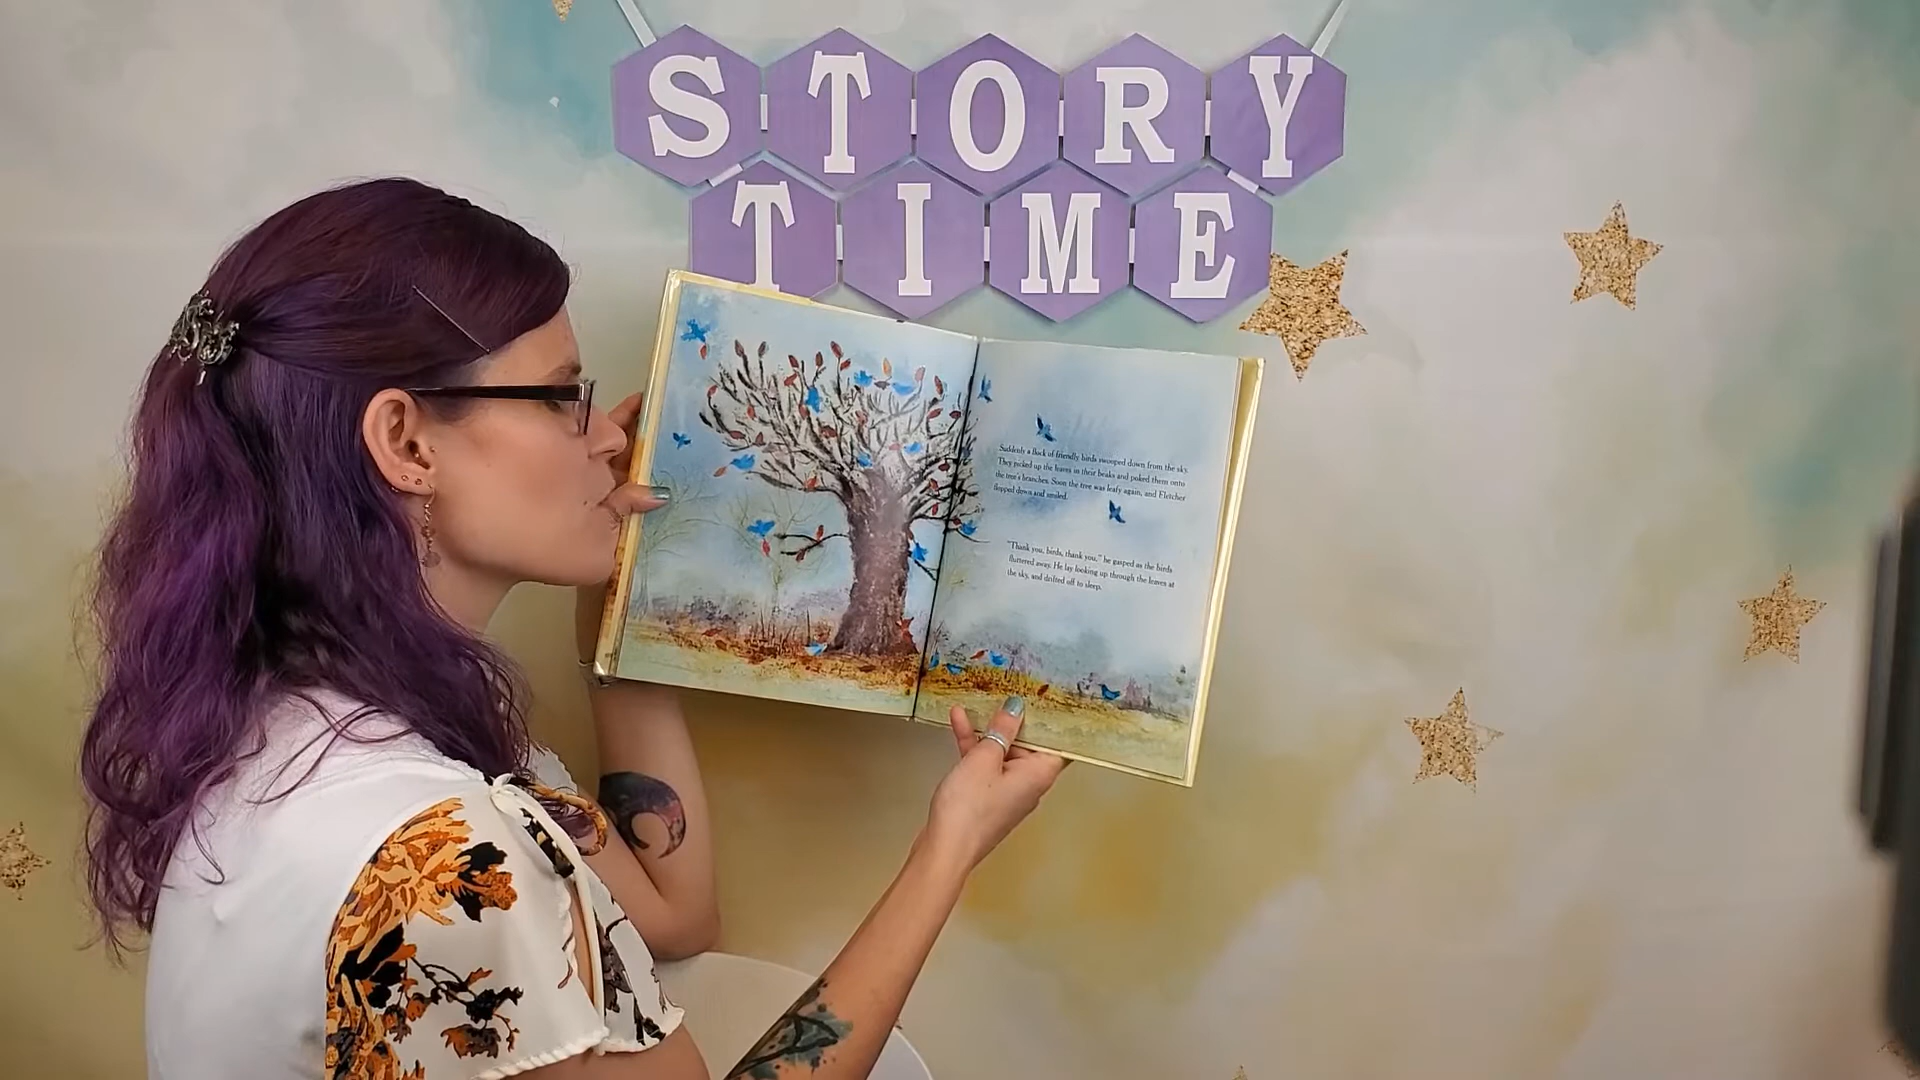 STORY
TIME
Suddenly a flock of friendly birds swooped down from the sky.
They picked up the leaves in their beaks and poked them onto
the tree's branches. Soon the tree was leafy again, and Fletcher
flopped down and smiled.
"Thank you, birds, thank you," he gasped as the birds
fluttered away. He lay looking up through the leaves at
the sky, and drifted off to sleep.